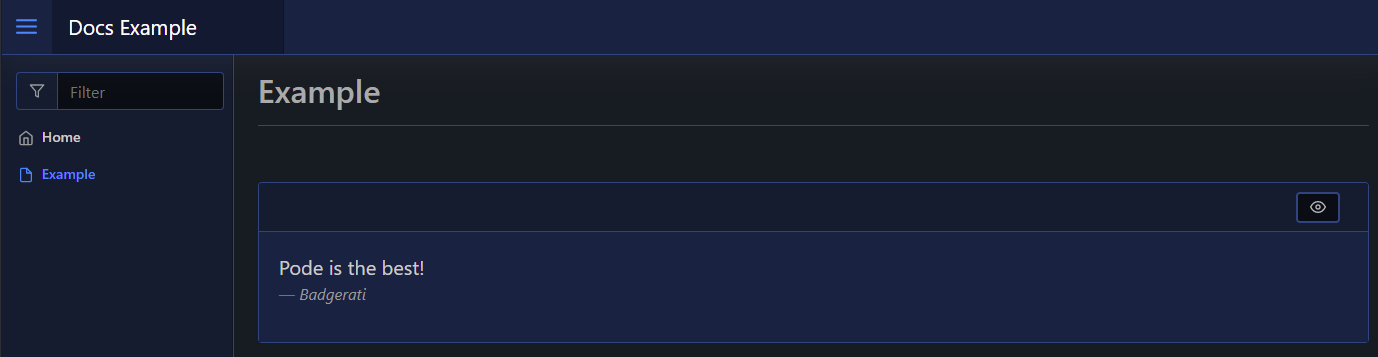 Docs Example
Filter
Home
Example
Example
Pode is the best!
— Badgerati